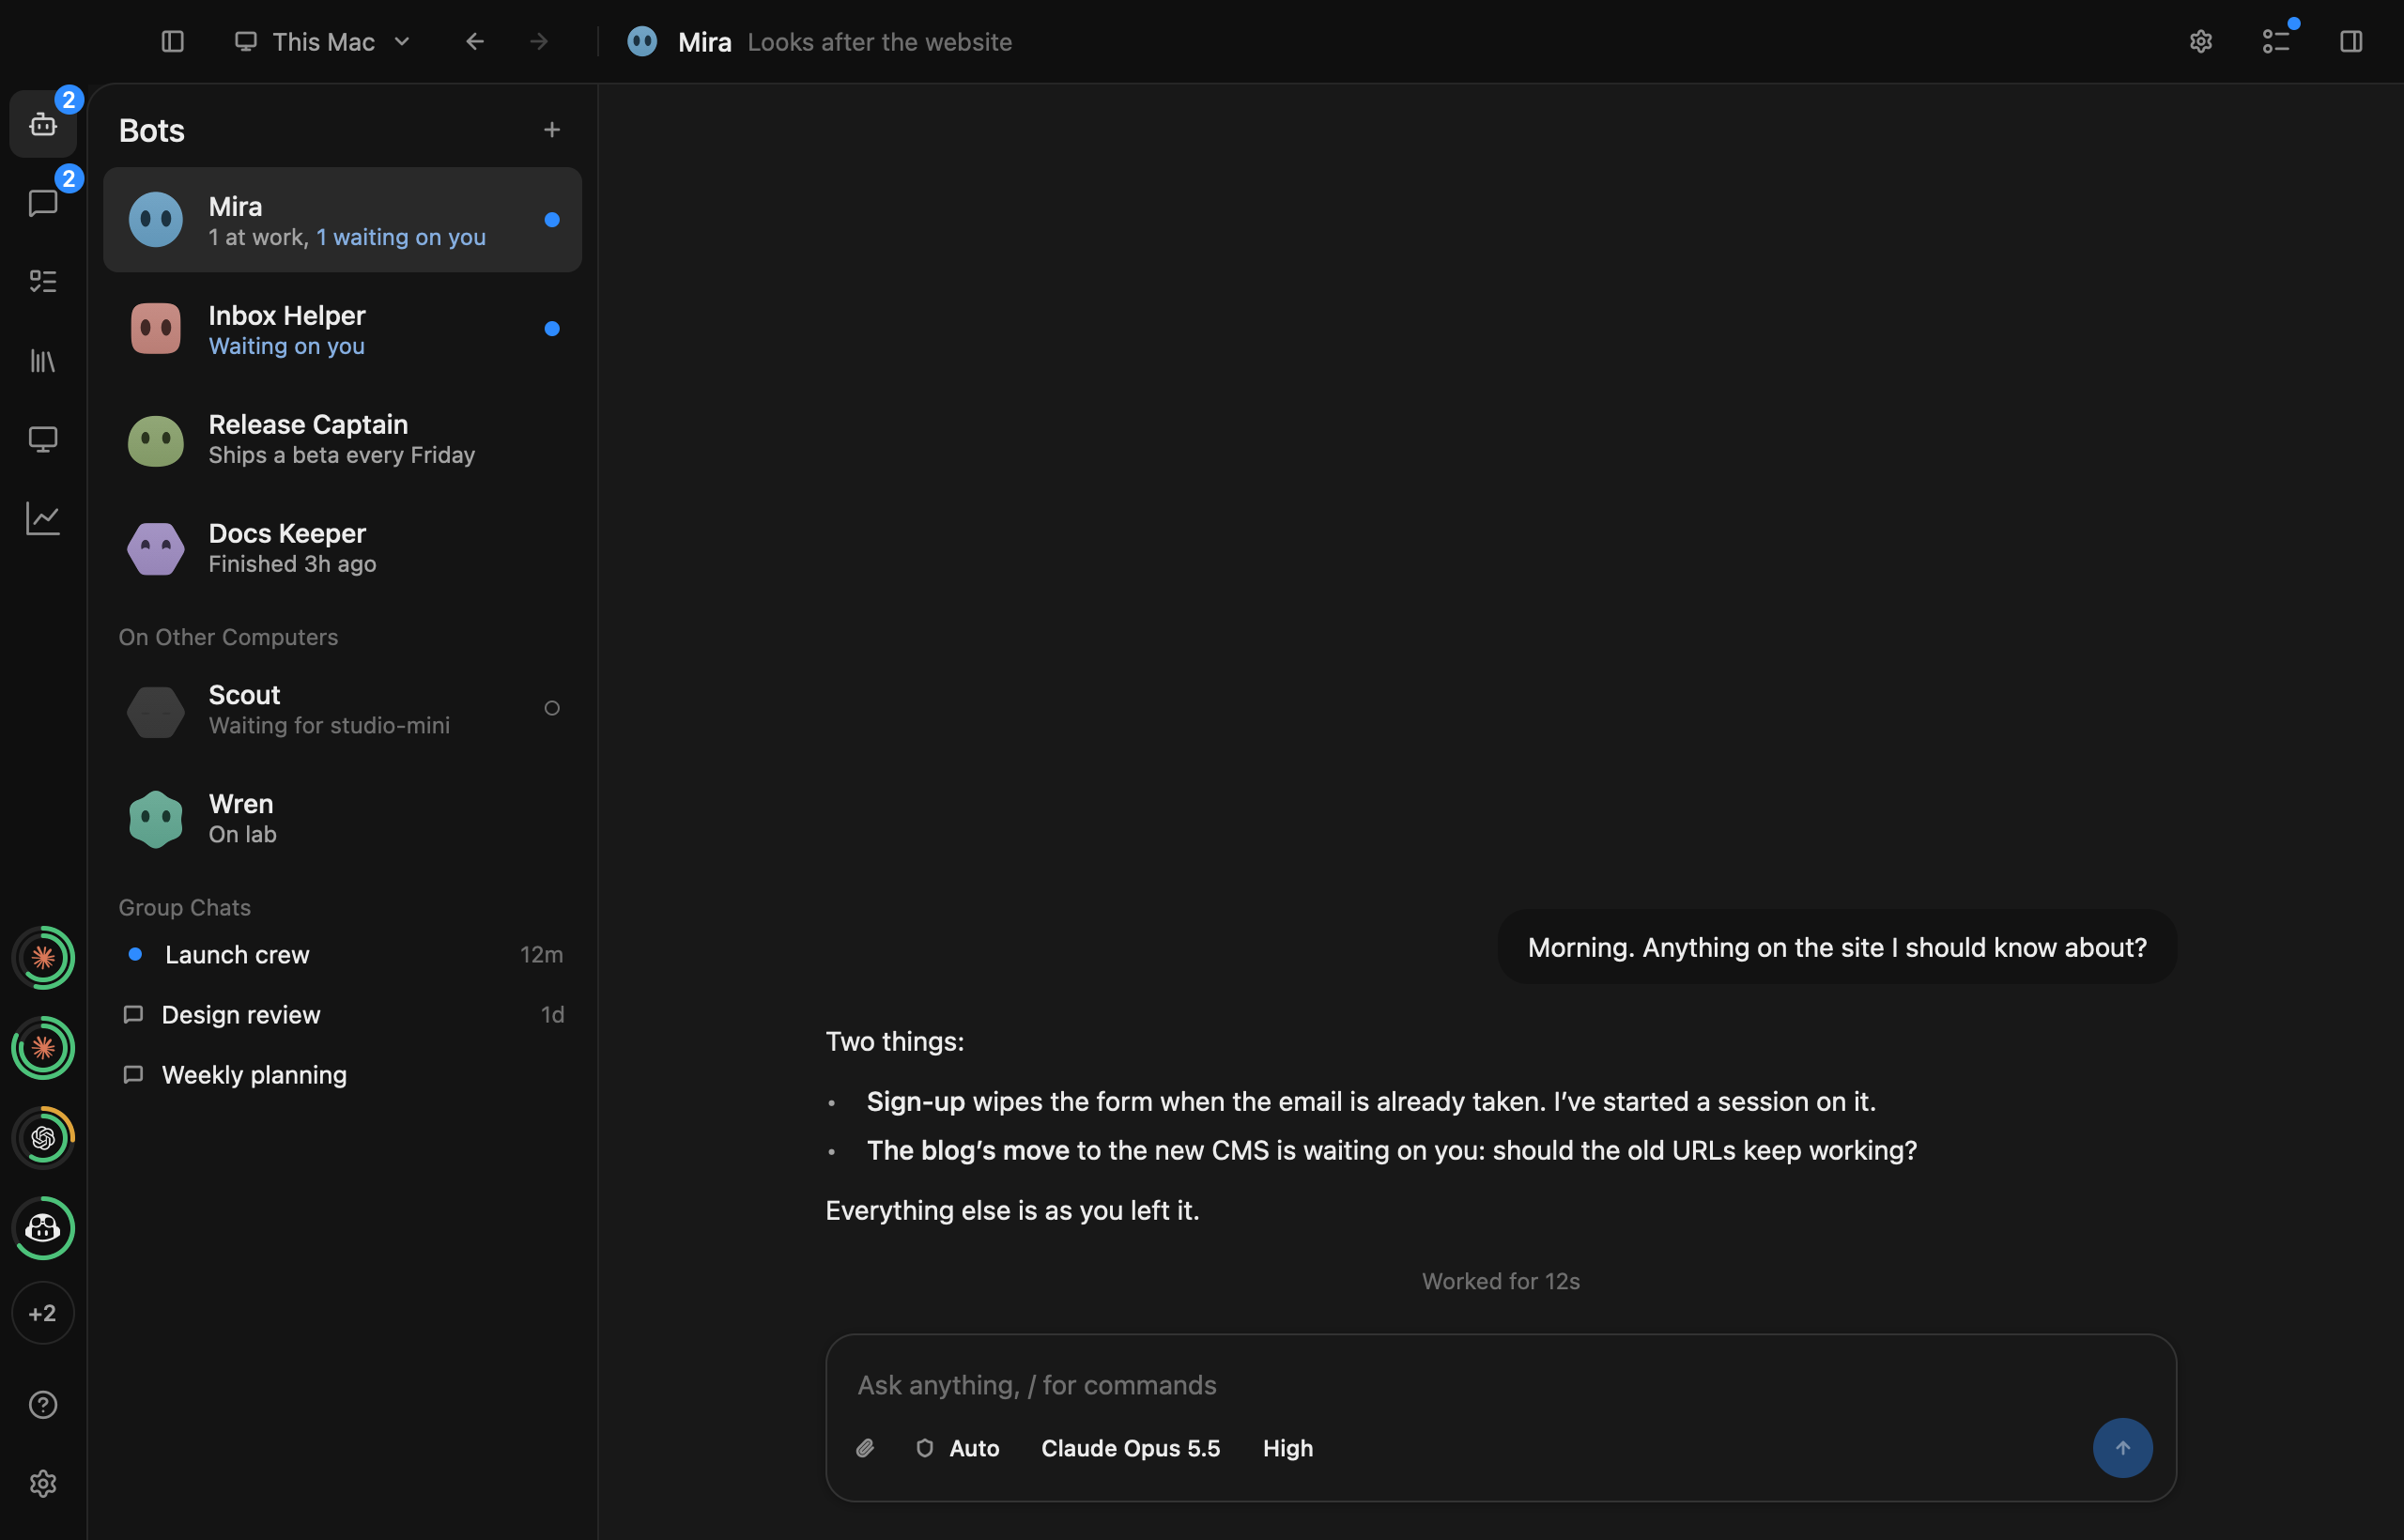 This Mac
Mira Looks after the website
2
2
Bots
Mira
1 at work, 1 waiting on you
Inbox Helper
Waiting on you
Release Captain
Ships a beta every Friday
Docs Keeper
Finished 3h ago
On Other Computers
Scout
Waiting for studio-mini
Wren
On lab
Group Chats
Launch crew 12m
Design review 1d
Weekly planning
+2
Morning. Anything on the site I should know about?
Two things:
• Sign-up wipes the form when the email is already taken. I’ve started a session on it.
• The blog’s move to the new CMS is waiting on you: should the old URLs keep working?
Everything else is as you left it.
Worked for 12s
Ask anything, / for commands
Auto Claude Opus 5.5 High